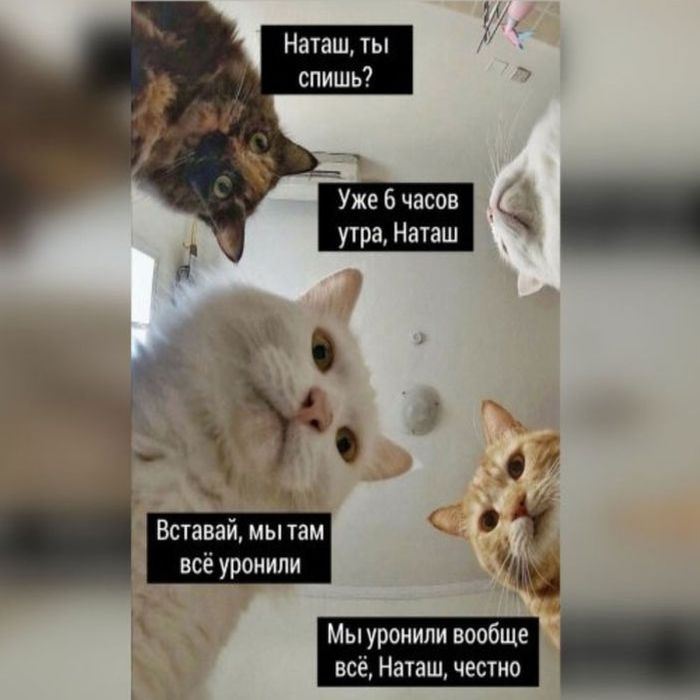 Наташ, ты
спишь?
Уже 6 часов
утра, Наташ
Вставай, мы там
всё уронили
Мы уронили вообще
всё, Наташ, честно